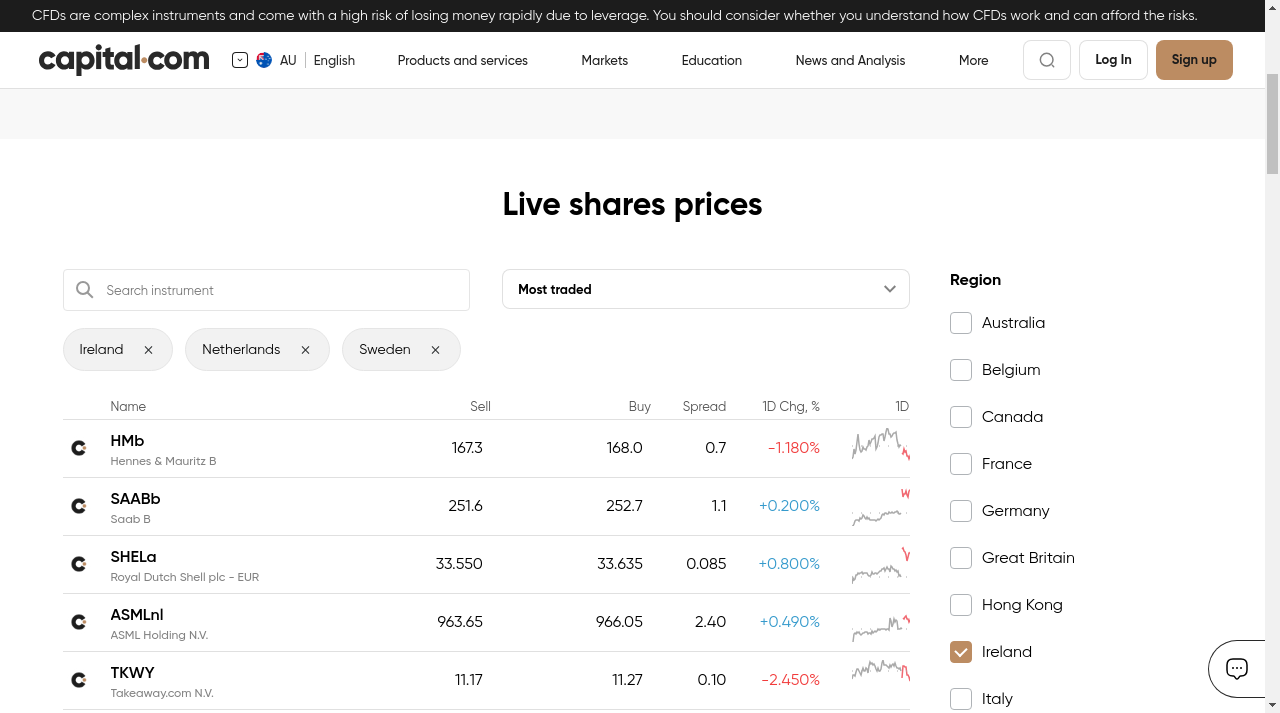 CFDs are complex instruments and come with a high risk of losing money rapidly due to leverage. You should consider whether you understand how CFDs work and can afford the risks.
capital.com AU English Products and services Markets Education News and Analysis More Log In Sign up
Live shares prices
Search instrument
Most traded
Ireland × Netherlands × Sweden ×
Name Sell Buy Spread 1D Chg, % 1D
HMb 167.3 168.0 0.7 -1.180%
Hennes & Mauritz B
SAABb 251.6 252.7 1.1 +0.200%
Saab B
SHELa 33.550 33.635 0.085 +0.800%
Royal Dutch Shell plc - EUR
ASMLnl 963.65 966.05 2.40 +0.490%
ASML Holding N.V.
TKWY 11.17 11.27 0.10 -2.450%
Takeaway.com N.V.
Region
Australia
Belgium
Canada
France
Germany
Great Britain
Hong Kong
Ireland
Italy